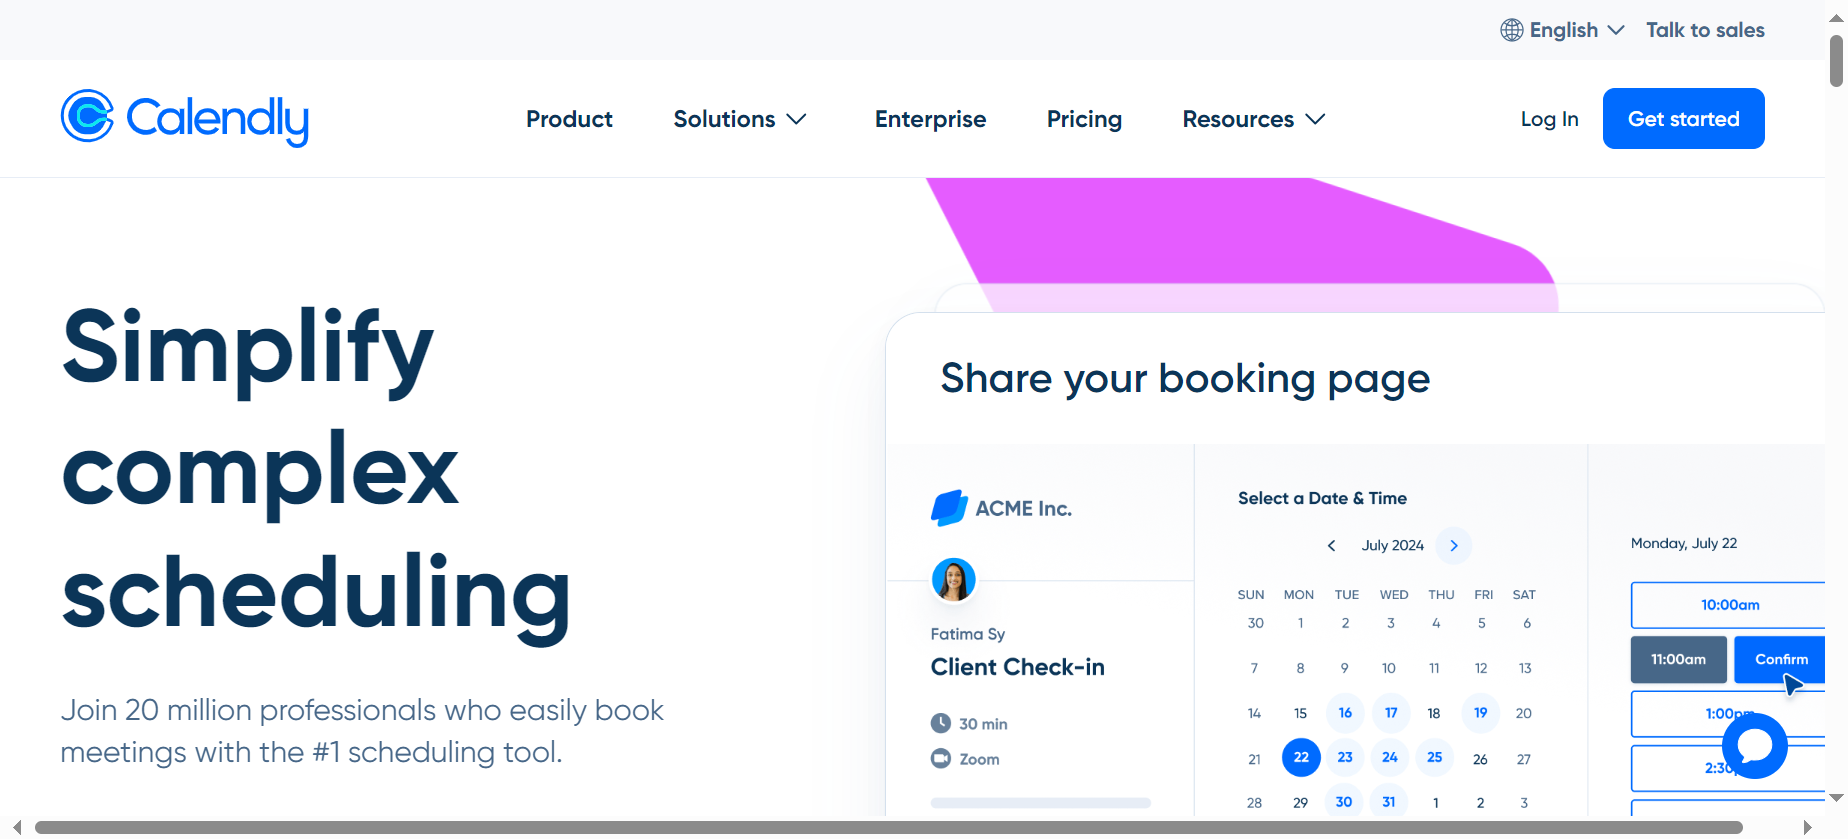 English
Talk to sales
Calendly
Product
Solutions
Enterprise
Pricing
Resources
Log In
Get started
Simplify
complex
scheduling
Join 20 million professionals who easily book
meetings with the #1 scheduling tool.
Share your booking page
ACME Inc.
Fatima Sy
Client Check-in
30 min
Zoom
Select a Date & Time
July 2024
SUN MON TUE WED THU FRI SAT
30 1 2 3 4 5 6
7 8 9 10 11 12 13
14 15 16 17 18 19 20
21 22 23 24 25 26 27
28 29 30 31 1 2 3
Monday, July 22
10:00am
11:00am
Confirm
1:00pm